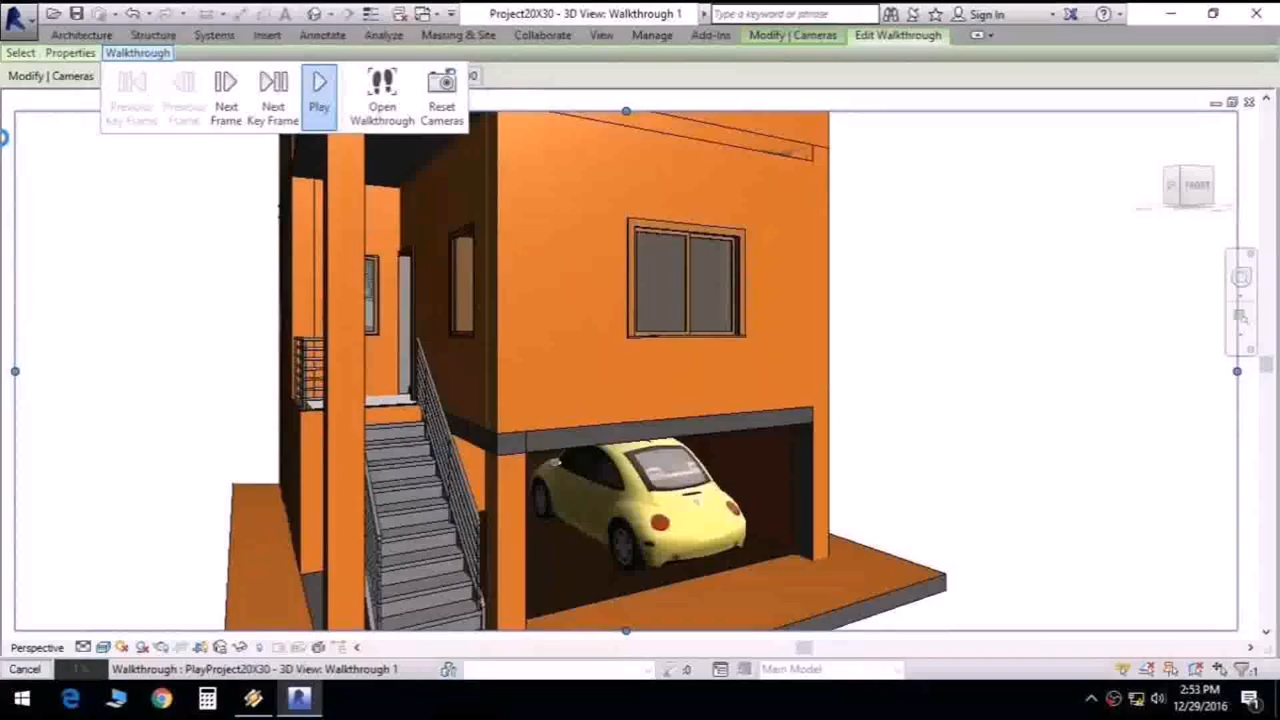 Project20X30 - 3D View: Walkthrough 1
Type a keyword or phrase
Sign In
Architecture Structure Systems Insert Annotate Analyze Massing & Site Collaborate View Manage Add-Ins Modify | Cameras Edit Walkthrough
Select Properties Walkthrough
Modify | Cameras
Previous Key Frame
Previous Frame
Next Frame
Next Key Frame
Play
Open Walkthrough
Reset Cameras
FRONT
Perspective
Cancel 1% Walkthrough : PlayProject20X30 - 3D View: Walkthrough 1 :0 Main Model :1
2:53 PM
12/29/2016